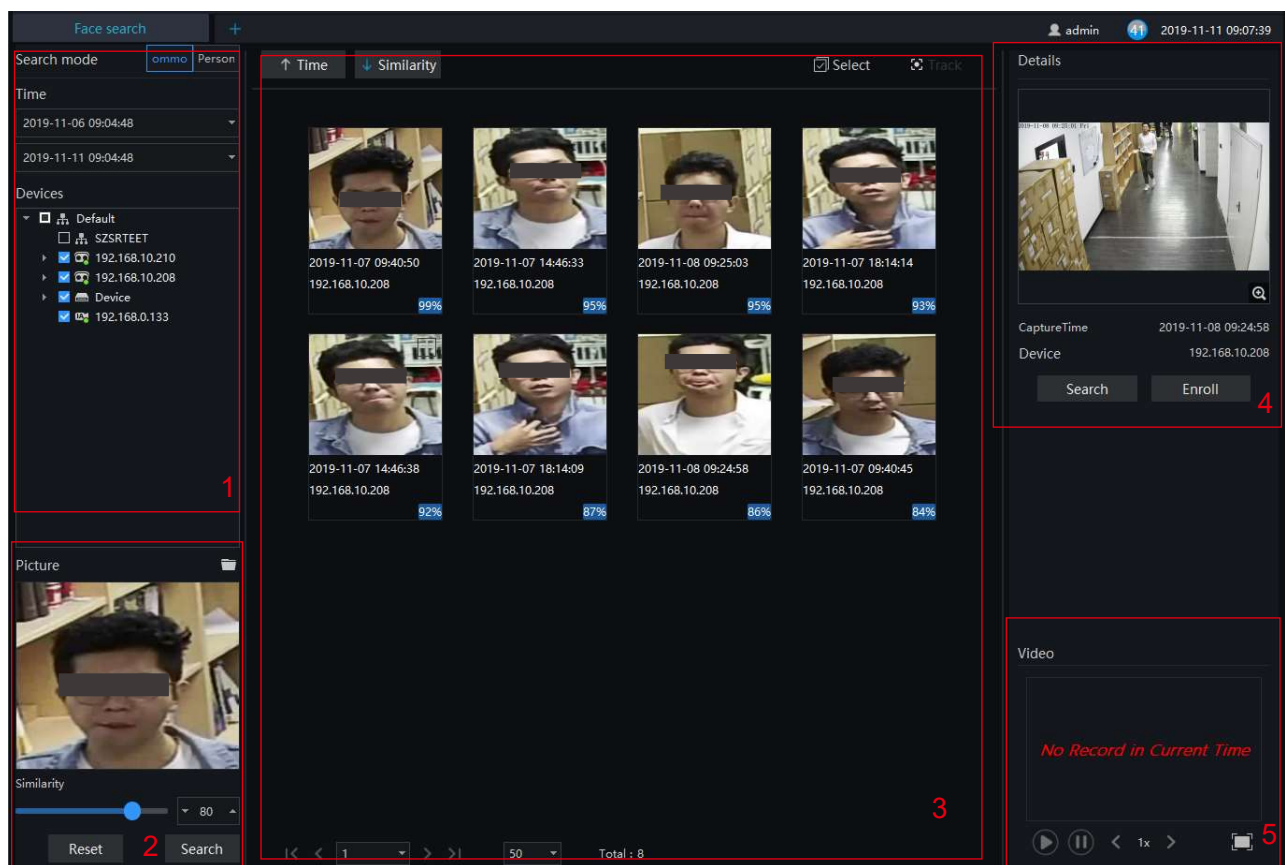 Face search +
admin 41 2019-11-11 09:07:39
Search mode ommo Person
Time
2019-11-06 09:04:48
2019-11-11 09:04:48
Devices
Default
SZSRTEET
192.168.10.210
192.168.10.208
Device
192.168.0.133
1
Picture
Similarity
80
Reset 2 Search
↑ Time ↓ Similarity Select Track
2019-11-07 09:40:50
192.168.10.208
99%
2019-11-07 14:46:33
192.168.10.208
95%
2019-11-08 09:25:03
192.168.10.208
95%
2019-11-07 18:14:14
192.168.10.208
93%
2019-11-07 14:46:38
192.168.10.208
92%
2019-11-07 18:14:09
192.168.10.208
87%
2019-11-08 09:24:58
192.168.10.208
86%
2019-11-07 09:40:45
192.168.10.208
84%
3
1 50 Total : 8
Details
2019-11-08 09:25:01 Fri
CaptureTime 2019-11-08 09:24:58
Device 192.168.10.208
Search Enroll
4
Video
No Record in Current Time
1x
5